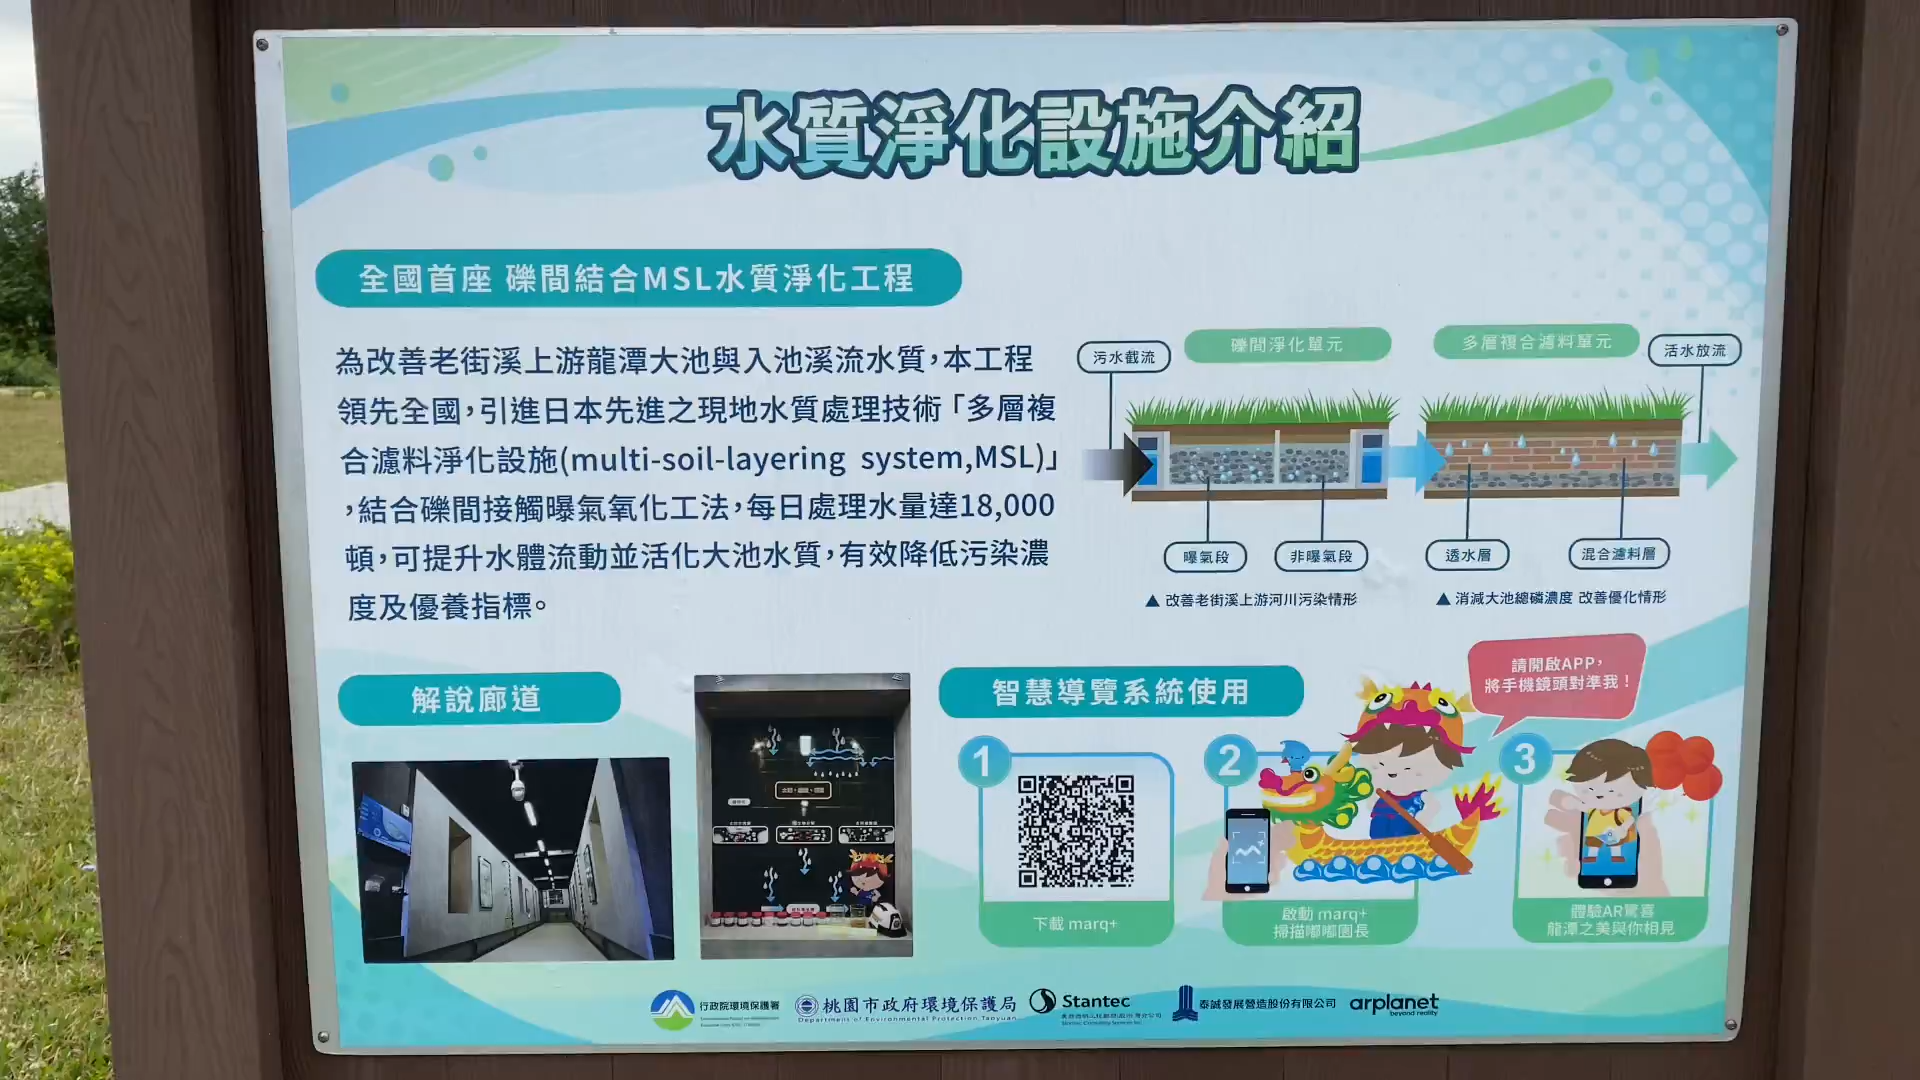 水質淨化設施介紹
全國首座 礫間結合MSL水質淨化工程
為改善老街溪上游龍潭大池與入池溪流水質,本工程
領先全國,引進日本先進之現地水質處理技術「多層複
合濾料淨化設施(multi-soil-layering system,MSL)」
,結合礫間接觸曝氣氧化工法,每日處理水量達18,000
頓,可提升水體流動並活化大池水質,有效降低污染濃
度及優養指標。
污水截流
礫間淨化單元
多層複合濾料單元
活水放流
曝氣段
非曝氣段
透水層
混合濾料層
▲ 改善老街溪上游河川污染情形
▲ 消減大池總磷濃度 改善優化情形
解說廊道
智慧導覽系統使用
請開啟APP,
將手機鏡頭對準我!
1
2
3
下載 marq+
啟動 marq+
掃描嘟嘟園長
體驗AR驚喜
龍潭之美與你相見
行政院環境保護署
桃園市政府環境保護局
Department of Environmental Protection Taoyuan
Stantec
泰誠發展營造股份有限公司
arplanet
beyond reality